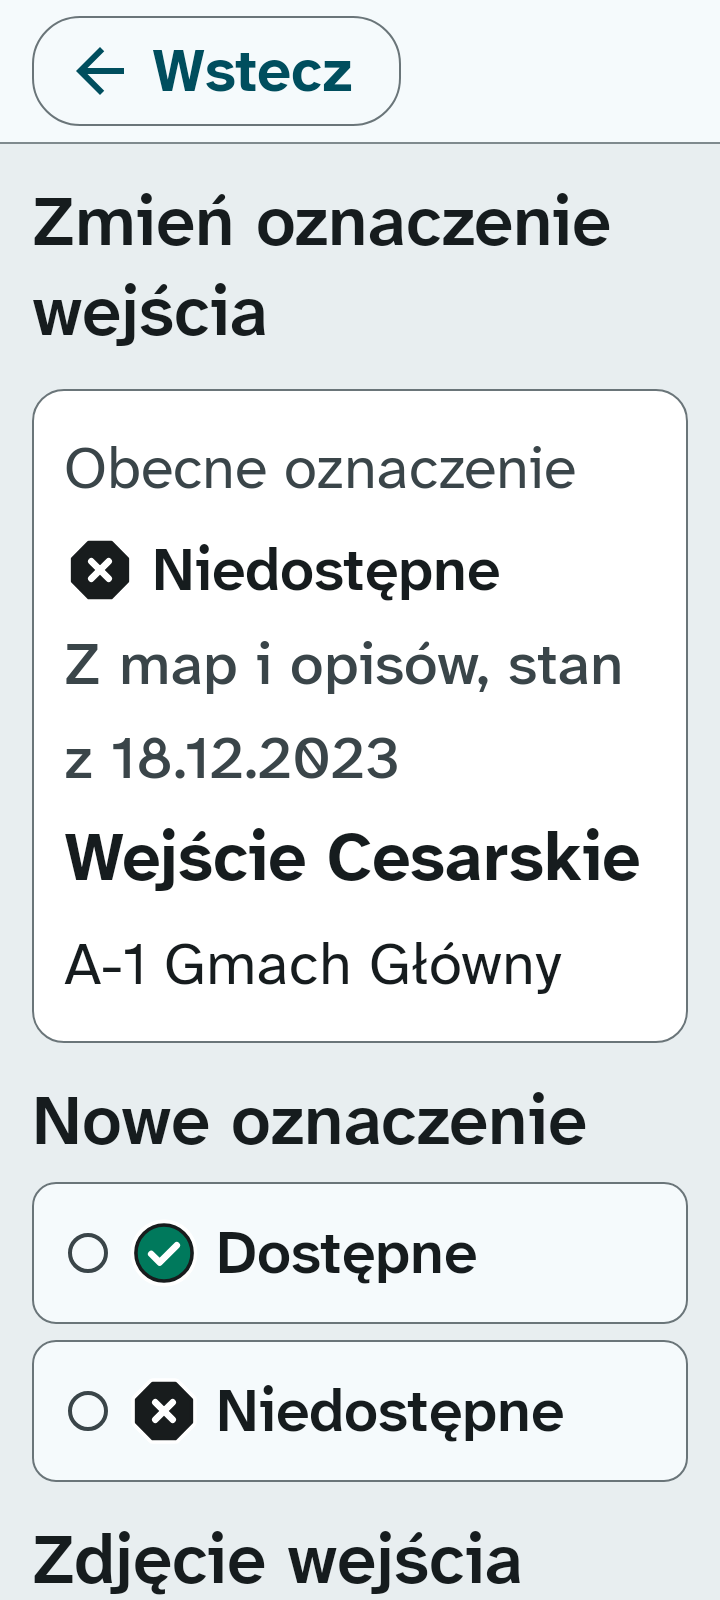 Wstecz
Zmień oznaczenie
wejścia
Obecne oznaczenie
Niedostępne
Z map i opisów, stan
z 18.12.2023
Wejście Cesarskie
A-1 Gmach Główny
Nowe oznaczenie
Dostępne
Niedostępne
Zdjęcie wejścia